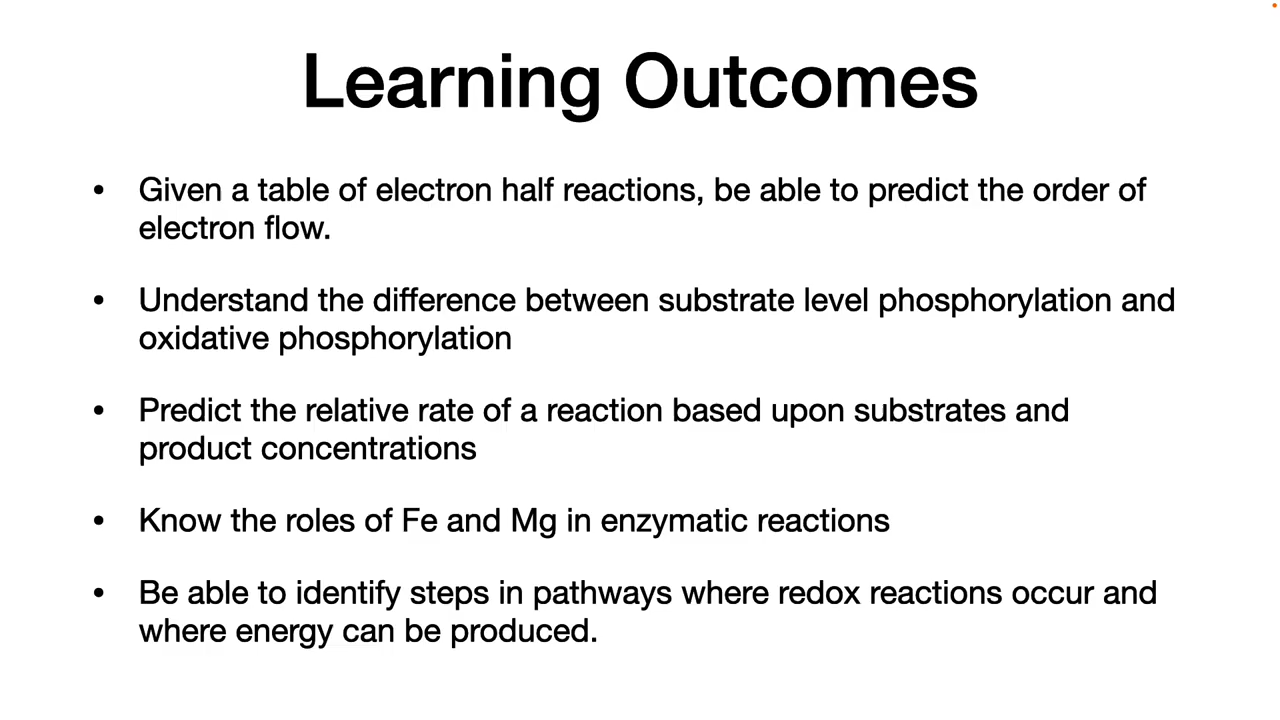 Learning Outcomes
• Given a table of electron half reactions, be able to predict the order of
electron flow.
• Understand the difference between substrate level phosphorylation and
oxidative phosphorylation
• Predict the relative rate of a reaction based upon substrates and
product concentrations
• Know the roles of Fe and Mg in enzymatic reactions
• Be able to identify steps in pathways where redox reactions occur and
where energy can be produced.